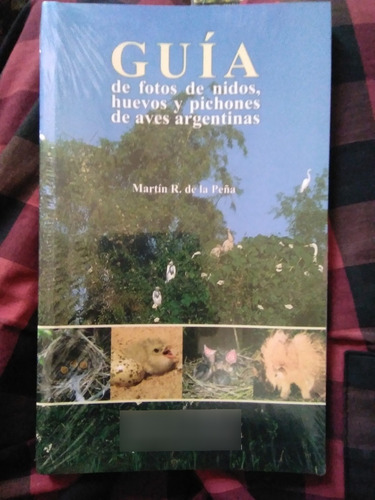 GUÍA
de fotos de nidos,
huevos y pichones
de aves argentinas
Martín R. de la Peña